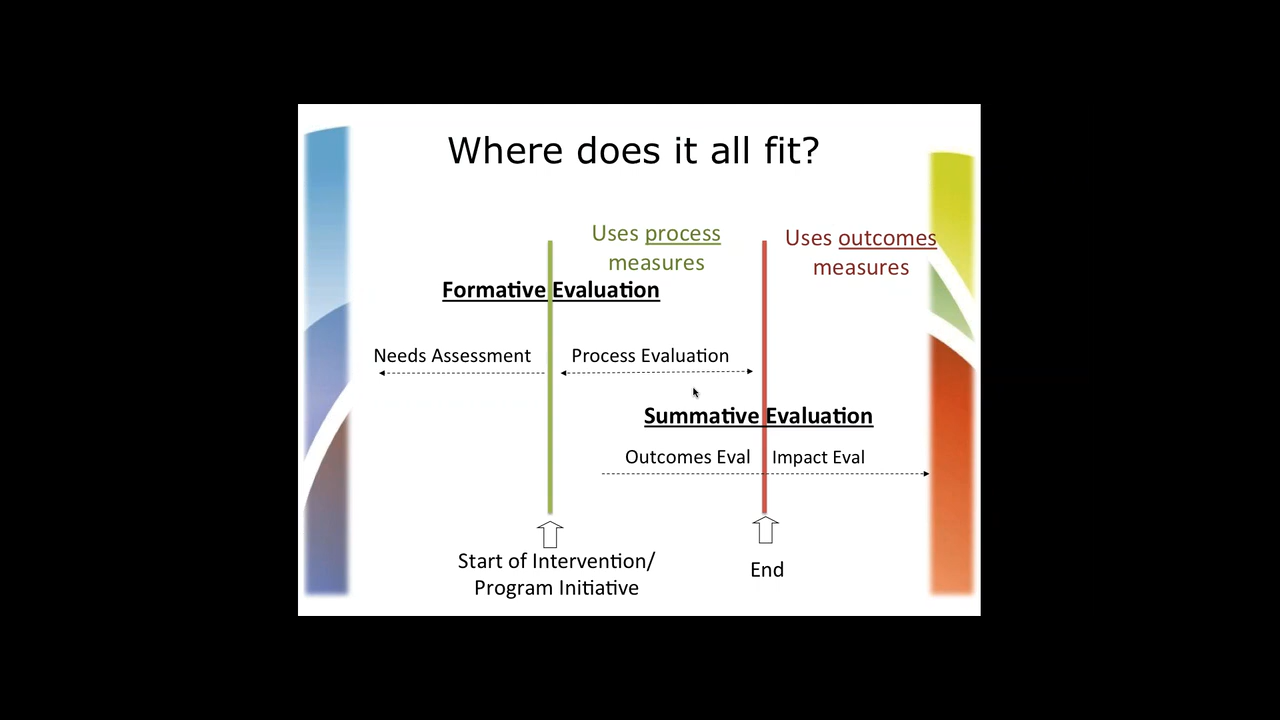 Where does it all fit?
Uses process
measures
Uses outcomes
measures
Formative Evaluation
Needs Assessment
Process Evaluation
Summative Evaluation
Outcomes Eval
Impact Eval
Start of Intervention/
Program Initiative
End